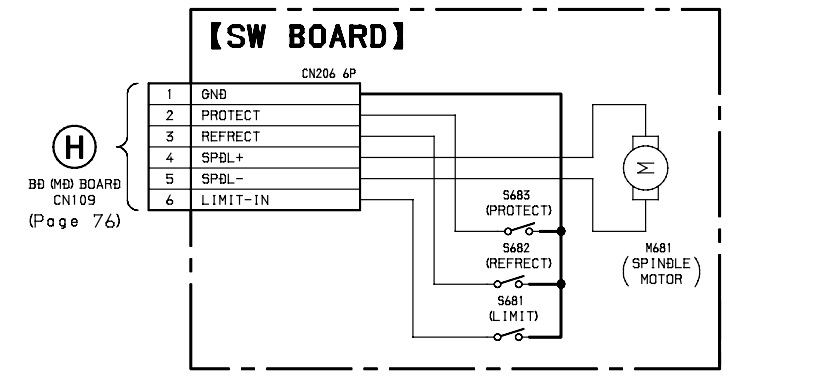 【SW BOARD】
CN206 6P
1 GND
2 PROTECT
3 REFRECT
4 SPDL+
5 SPDL-
6 LIMIT-IN
H
BD (MD) BOARD
CN109
(Page 76)
M
S683
(PROTECT)
S682
(REFRECT)
S681
(LIMIT)
M681
(SPINDLE
MOTOR)